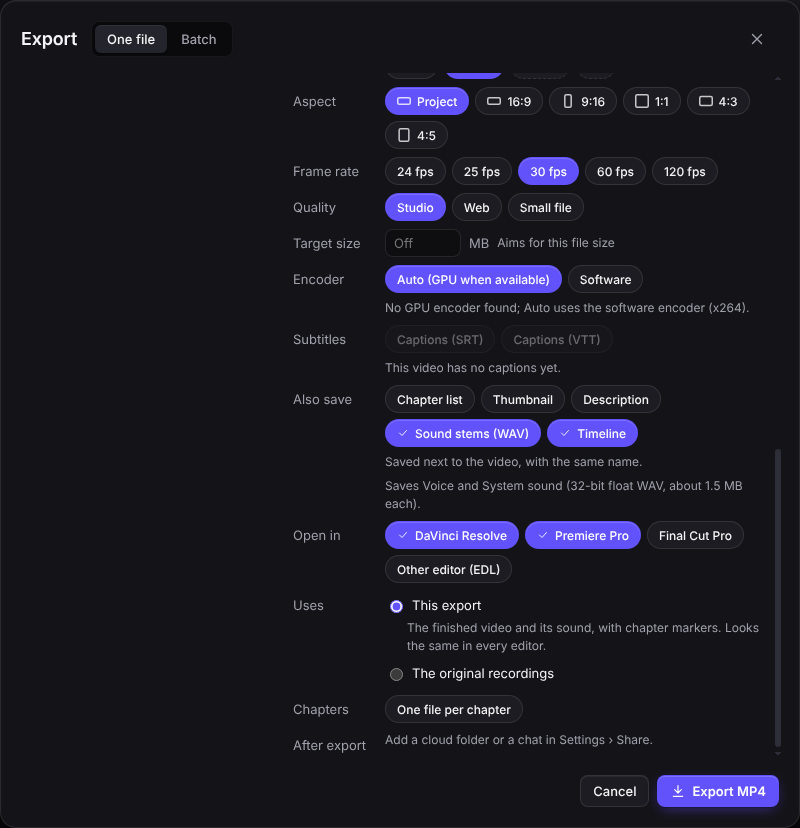 Export One file Batch
Aspect Project 16:9 9:16 1:1 4:3
4:5
Frame rate 24 fps 25 fps 30 fps 60 fps 120 fps
Quality Studio Web Small file
Target size Off MB Aims for this file size
Encoder Auto (GPU when available) Software
No GPU encoder found; Auto uses the software encoder (x264).
Subtitles Captions (SRT) Captions (VTT)
This video has no captions yet.
Also save Chapter list Thumbnail Description
Sound stems (WAV) Timeline
Saved next to the video, with the same name.
Saves Voice and System sound (32-bit float WAV, about 1.5 MB
each).
Open in DaVinci Resolve Premiere Pro Final Cut Pro
Other editor (EDL)
Uses This export
The finished video and its sound, with chapter markers. Looks
the same in every editor.
The original recordings
Chapters One file per chapter
After export Add a cloud folder or a chat in Settings › Share.
Cancel Export MP4